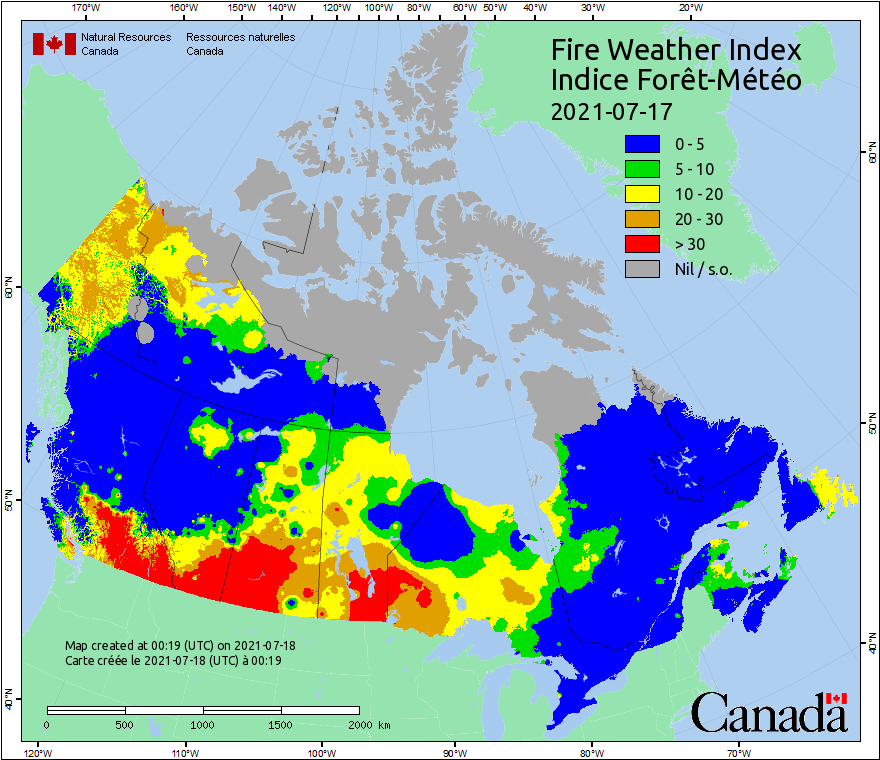 170°W 160°W 150°W 140°W 130°W 120°W 110°W 100°W 80°W 60°W 50°W 40°W 30°W 20°W
Natural Resources Canada
Ressources naturelles Canada
Fire Weather Index
Indice Forêt-Météo
2021-07-17
0 - 5
5 - 10
10 - 20
20 - 30
> 30
Nil / s.o.
60°N
60°N
50°N
50°N
40°N
40°N
Map created at 00:19 (UTC) on 2021-07-18
Carte créée le 2021-07-18 (UTC) à 00:19
0 500 1000 1500 2000 km
Canada
120°W 110°W 100°W 90°W 80°W 70°W